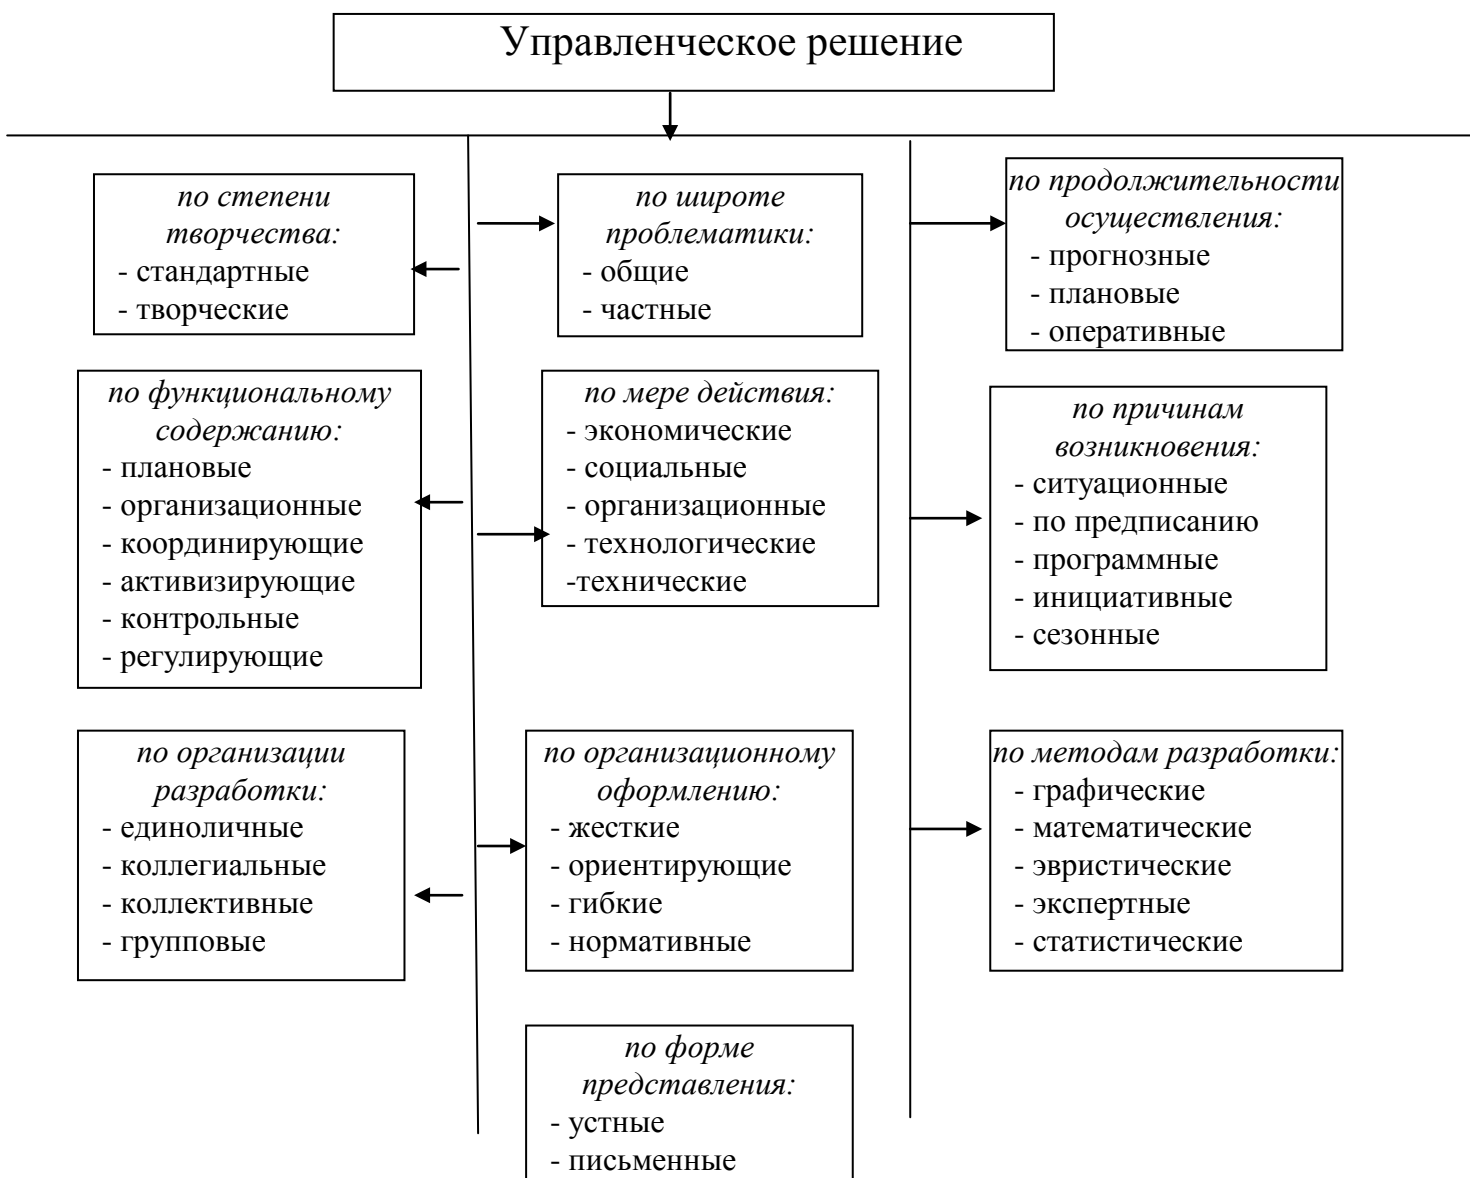 Управленческое решение
по степени
творчества:
- стандартные
- творческие
по широте
проблематики:
- общие
- частные
по продолжительности
осуществления:
- прогнозные
- плановые
- оперативные
по функциональному
содержанию:
- плановые
- организационные
- координирующие
- активизирующие
- контрольные
- регулирующие
по мере действия:
- экономические
- социальные
- организационные
- технологические
-технические
по причинам
возникновения:
- ситуационные
- по предписанию
- программные
- инициативные
- сезонные
по организации
разработки:
- единоличные
- коллегиальные
- коллективные
- групповые
по организационному
оформлению:
- жесткие
- ориентирующие
- гибкие
- нормативные
по методам разработки:
- графические
- математические
- эвристические
- экспертные
- статистические
по форме
представления:
- устные
- письменные